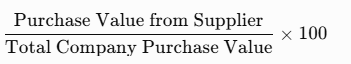 Purchase Value from Supplier
Total Company Purchase Value × 100